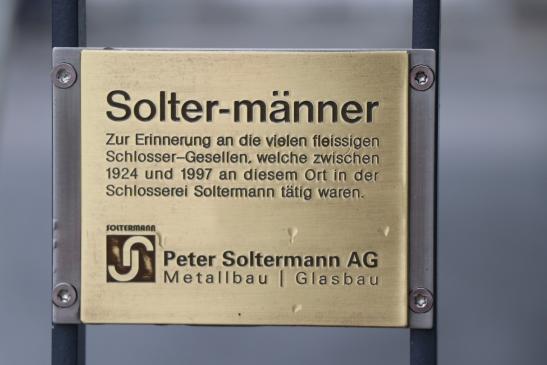 Solter-männer
Zur Erinnerung an die vielen fleissigen
Schlosser-Gesellen, welche zwischen
1924 und 1997 an diesem Ort in der
Schlosserei Soltermann tätig waren.
SOLTERMANN
Peter Soltermann AG
Metallbau | Glasbau